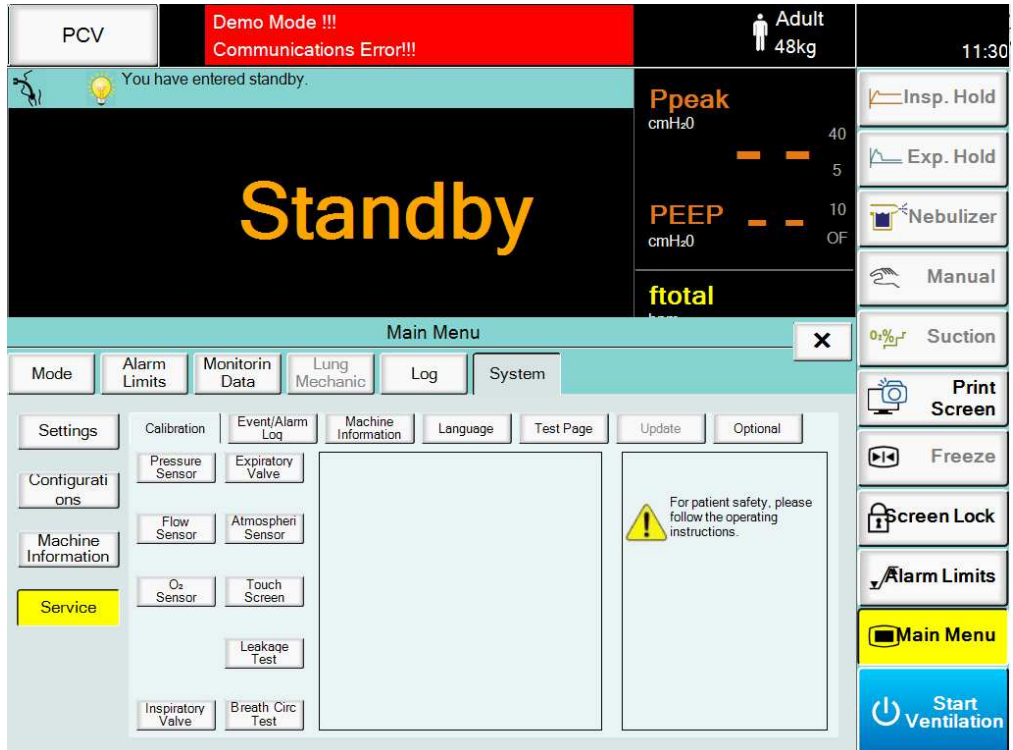 PCV
Demo Mode !!!
Communications Error!!!
Adult
48kg
11:30
You have entered standby.
Standby
Ppeak
cmH₂0
40
5
PEEP
cmH₂0
10
OF
ftotal
Insp. Hold
Exp. Hold
Nebulizer
Manual
O₂% Suction
Print
Screen
Freeze
Screen Lock
Alarm Limits
Main Menu
Start
Ventilation
Main Menu
Mode
Alarm
Limits
Monitorin
Data
Lung
Mechanic
Log
System
Settings
Configurati
ons
Machine
Information
Service
Calibration
Event/Alarm
Log
Machine
Information
Language
Test Page
Update
Optional
Pressure
Sensor
Expiratory
Valve
Flow
Sensor
Atmospheri
Sensor
O₂
Sensor
Touch
Screen
Leakage
Test
Inspiratory
Valve
Breath Circ
Test
For patient safety, please
follow the operating
instructions.